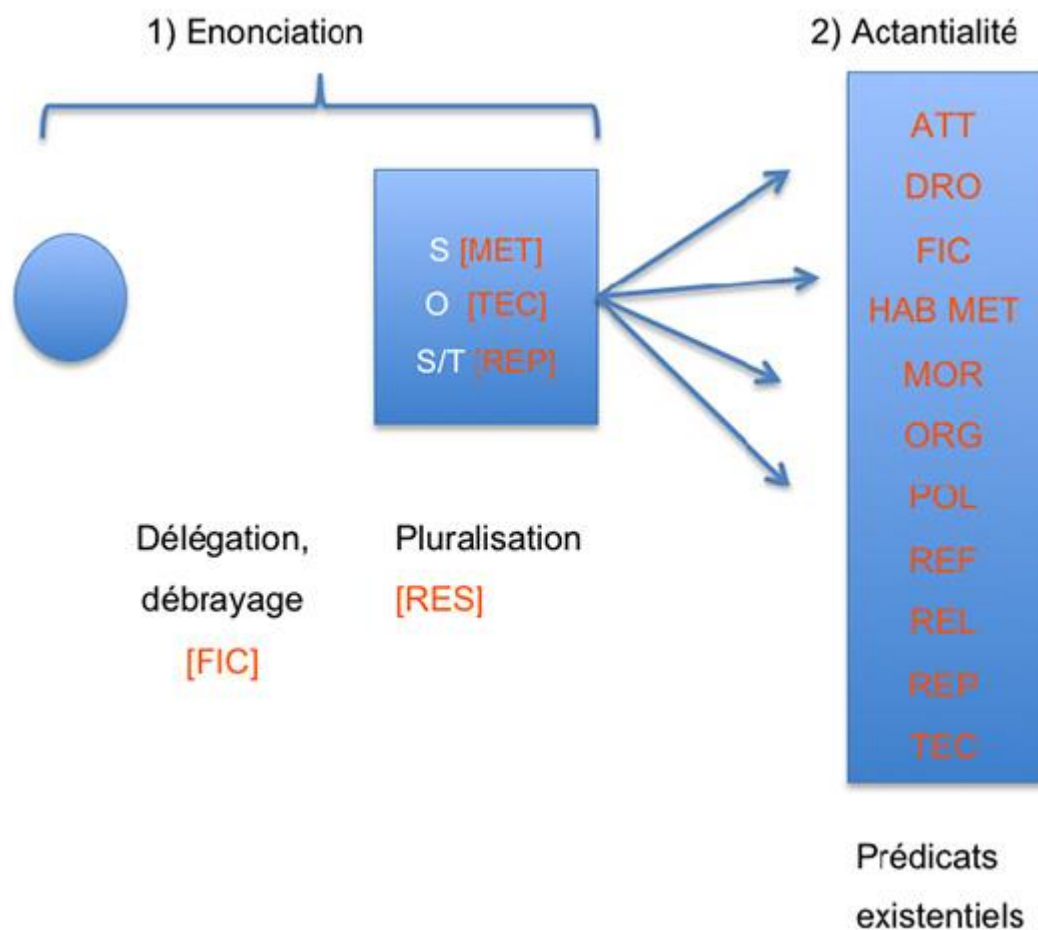 1) Enonciation
2) Actantialité
S [MET]
O [TEC]
S/T [REP]
Délégation,
débrayage
[FIC]
Pluralisation
[RES]
ATT
DRO
FIC
HAB MET
MOR
ORG
POL
REF
REL
REP
TEC
Prédicats
existentiels